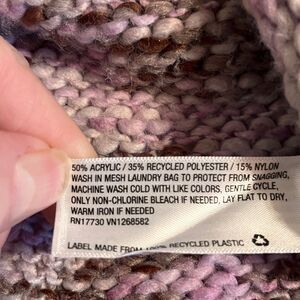 50% ACRYLIC / 35% RECYCLED POLYESTER / 15% NYLON
WASH IN MESH LAUNDRY BAG TO PROTECT FROM SNAGGING,
MACHINE WASH COLD WITH LIKE COLORS, GENTLE CYCLE,
ONLY NON-CHLORINE BLEACH IF NEEDED, LAY FLAT TO DRY,
WARM IRON IF NEEDED
RN17730 VN1268582
LABEL MADE FROM 100% RECYCLED PLASTIC